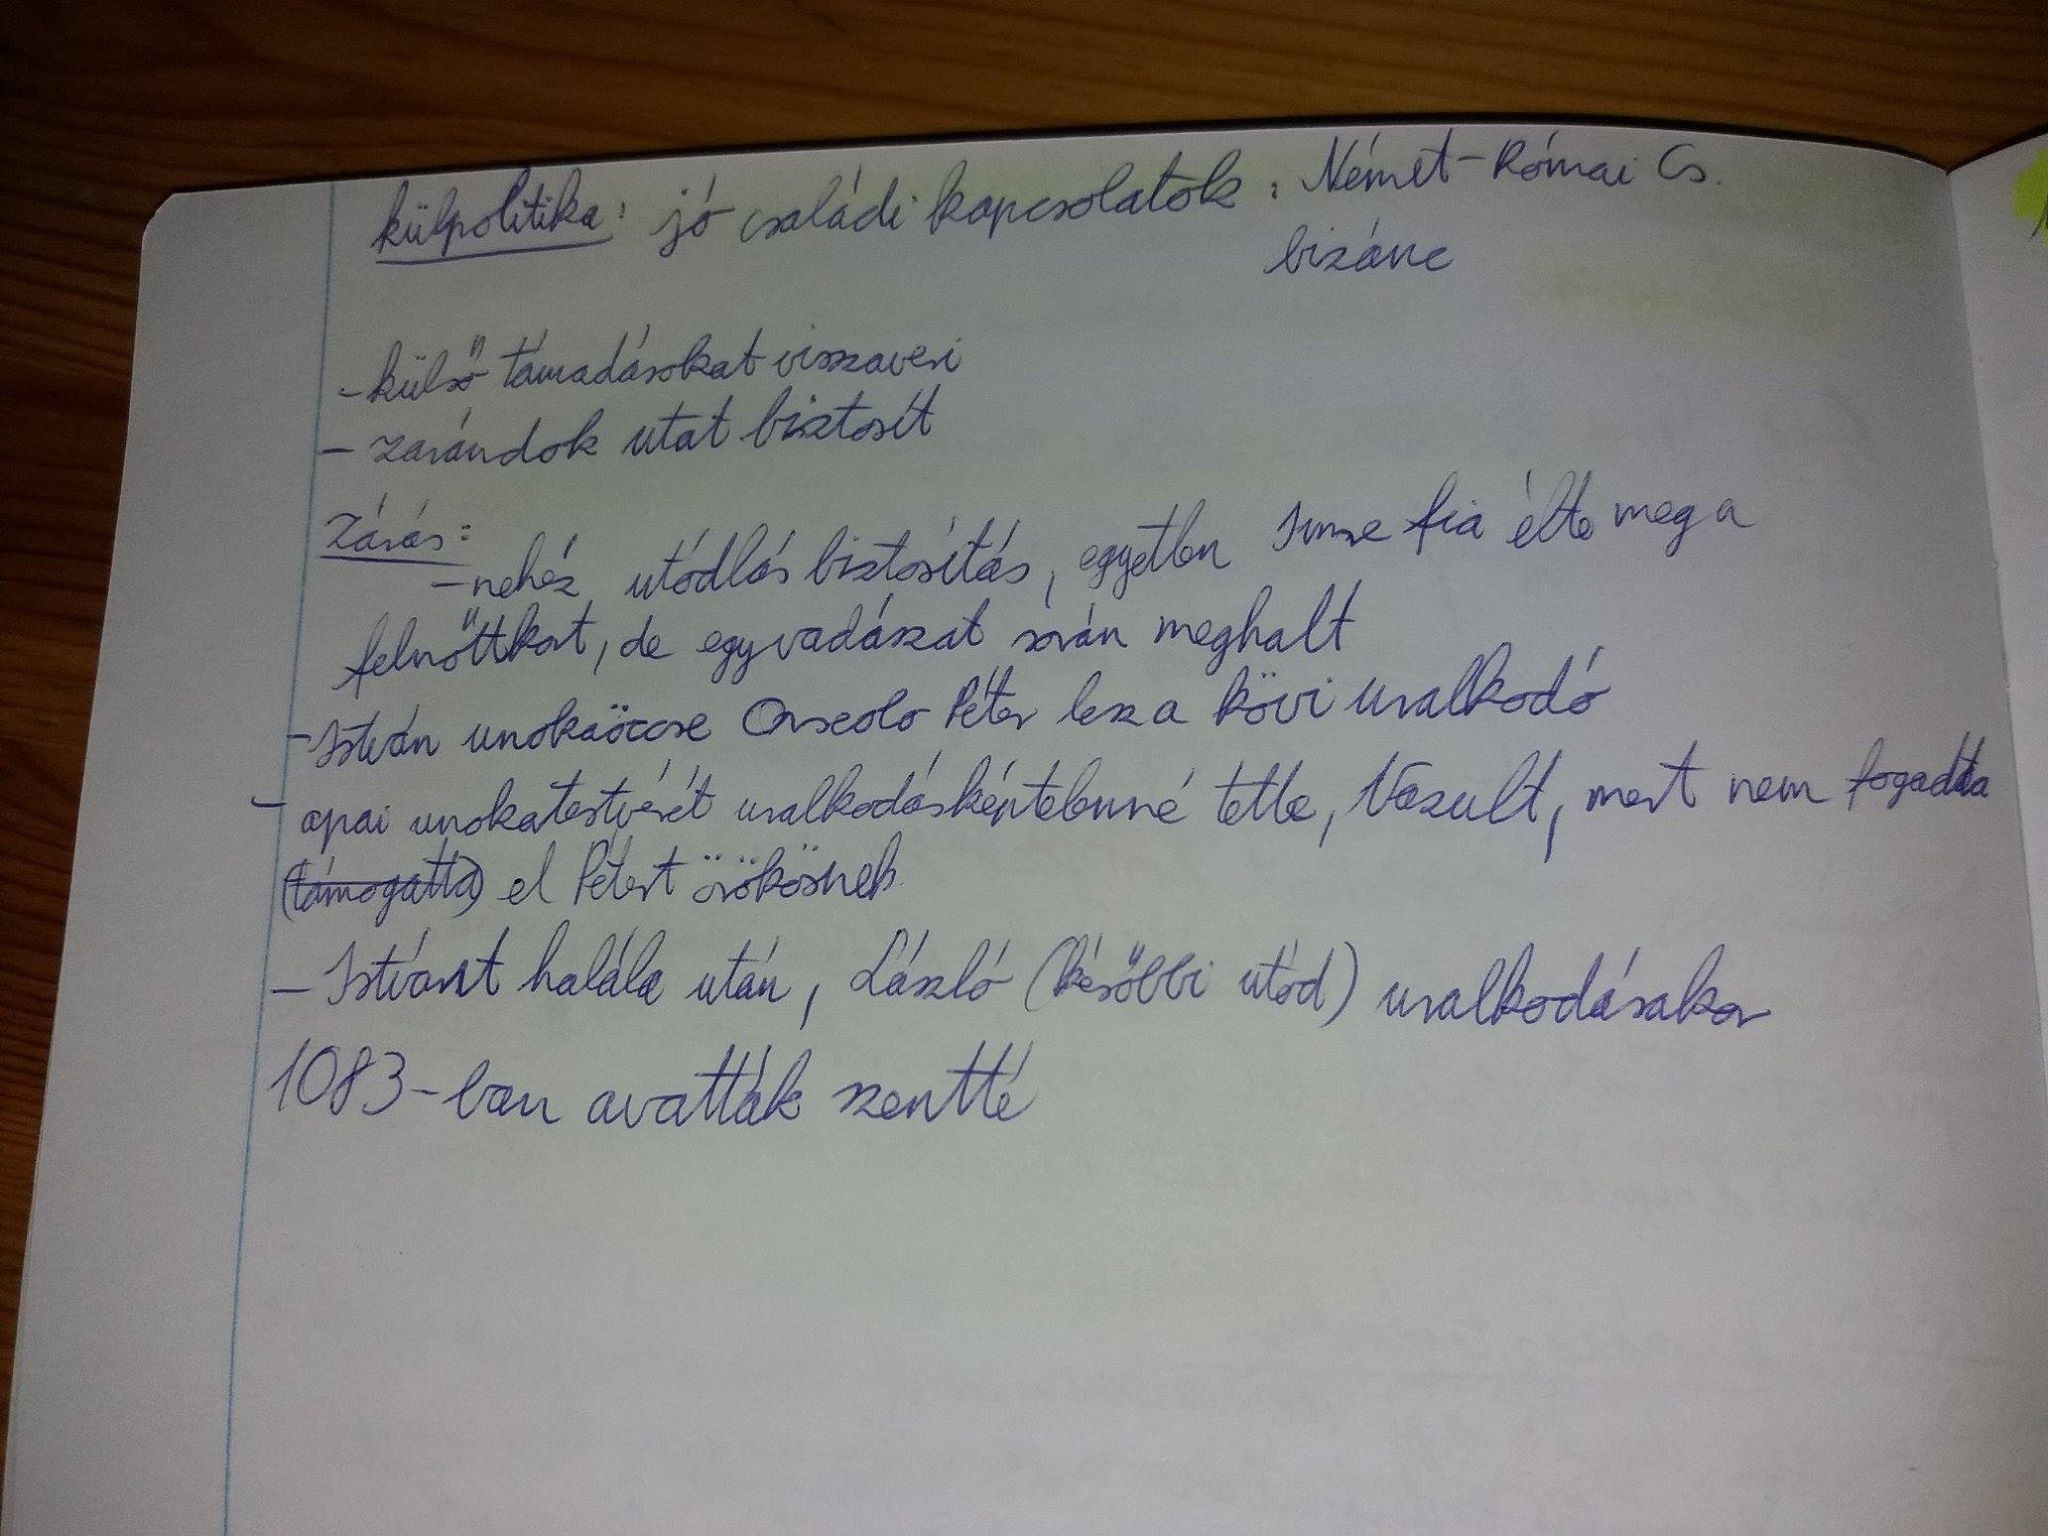 külpolitika: jó családi kapcsolatok: Német-Római Cs.
bizánc
- külső támadásokat visszaveri
- zarándok utat biztosít
Zárás:
- nehéz utódlás biztosítás, egyetlen Imre fia élte meg a
felnőttkort, de egy vadászat során meghalt
- István unokaöccse Orseolo Péter lesz a kövi uralkodó
- apai unokatestvérét uralkodásképtelenné tette, Vazult, mert nem fogadta
(támogatta) el Pétert örökösnek
- Istvánt halála után, László (későbbi utód) uralkodásakor
1083-ban avatták szentté